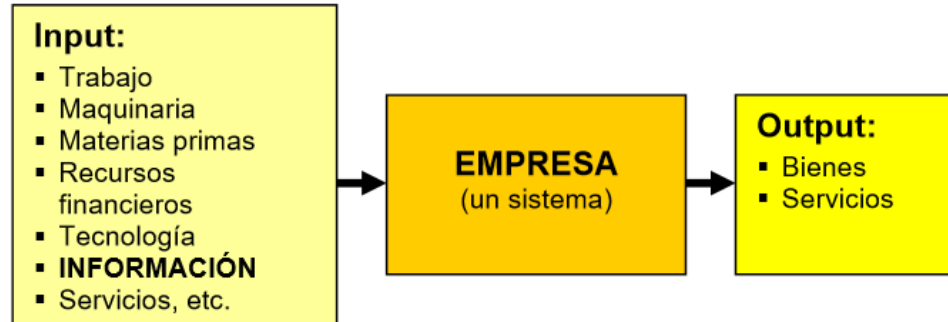 Input:
▪ Trabajo
▪ Maquinaria
▪ Materias primas
▪ Recursos
financieros
▪ Tecnología
▪ INFORMACIÓN
▪ Servicios, etc.
EMPRESA
(un sistema)
Output:
▪ Bienes
▪ Servicios